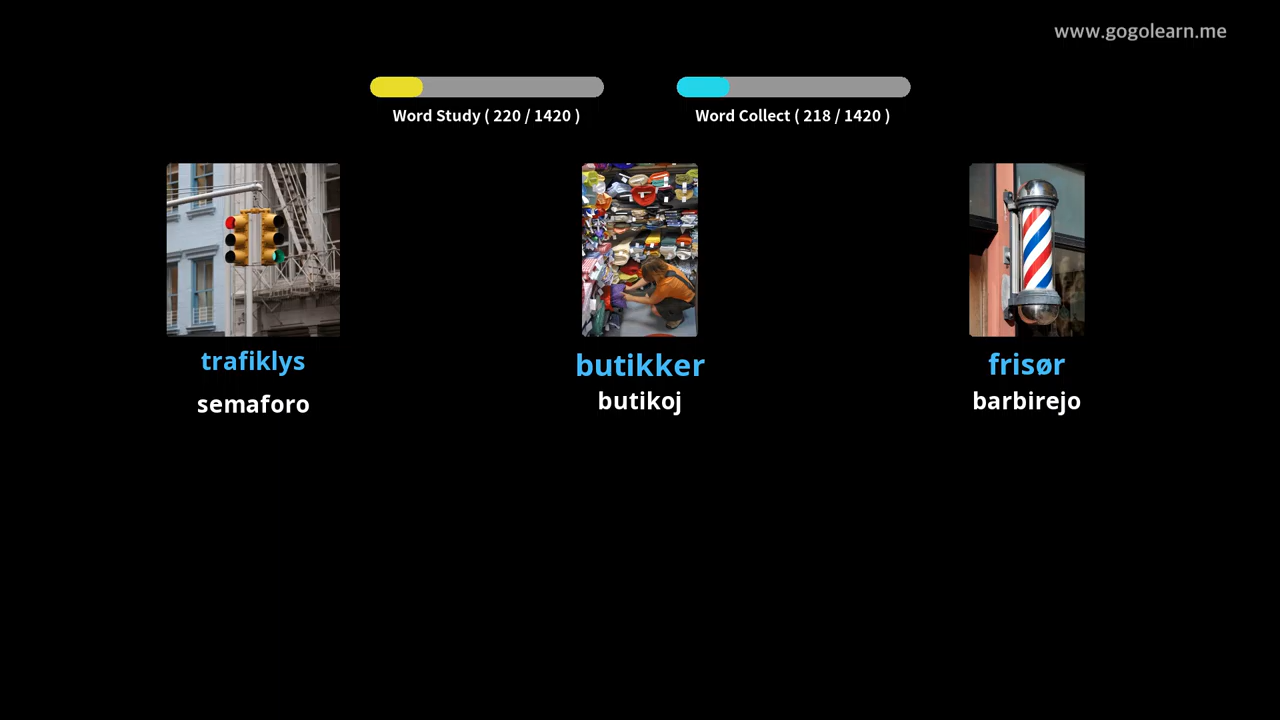 www.gogolearn.me
Word Study ( 220 / 1420 )
Word Collect ( 218 / 1420 )
trafiklys
butikker
frisør
semaforo
butikoj
barbirejo